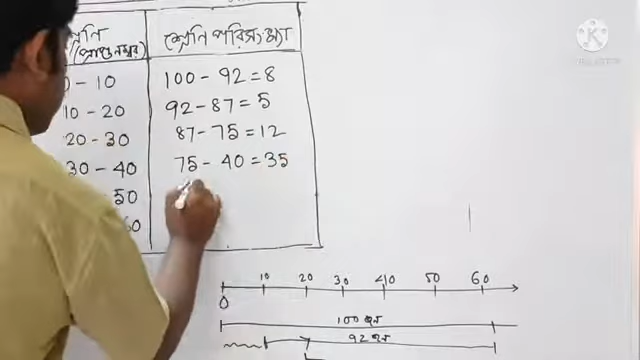 শ্রেণি শ্রেণি পরিসংখ্যা
(প্রাপ্ত নম্বর)
0 - 10 100 - 92 = 8
10 - 20 92 - 87 = 5
20 - 30 87 - 75 = 12
30 - 40 75 - 40 = 35
50
60
10 20 30 40 50 60
0
100 জন
92 জন
KINEMASTER